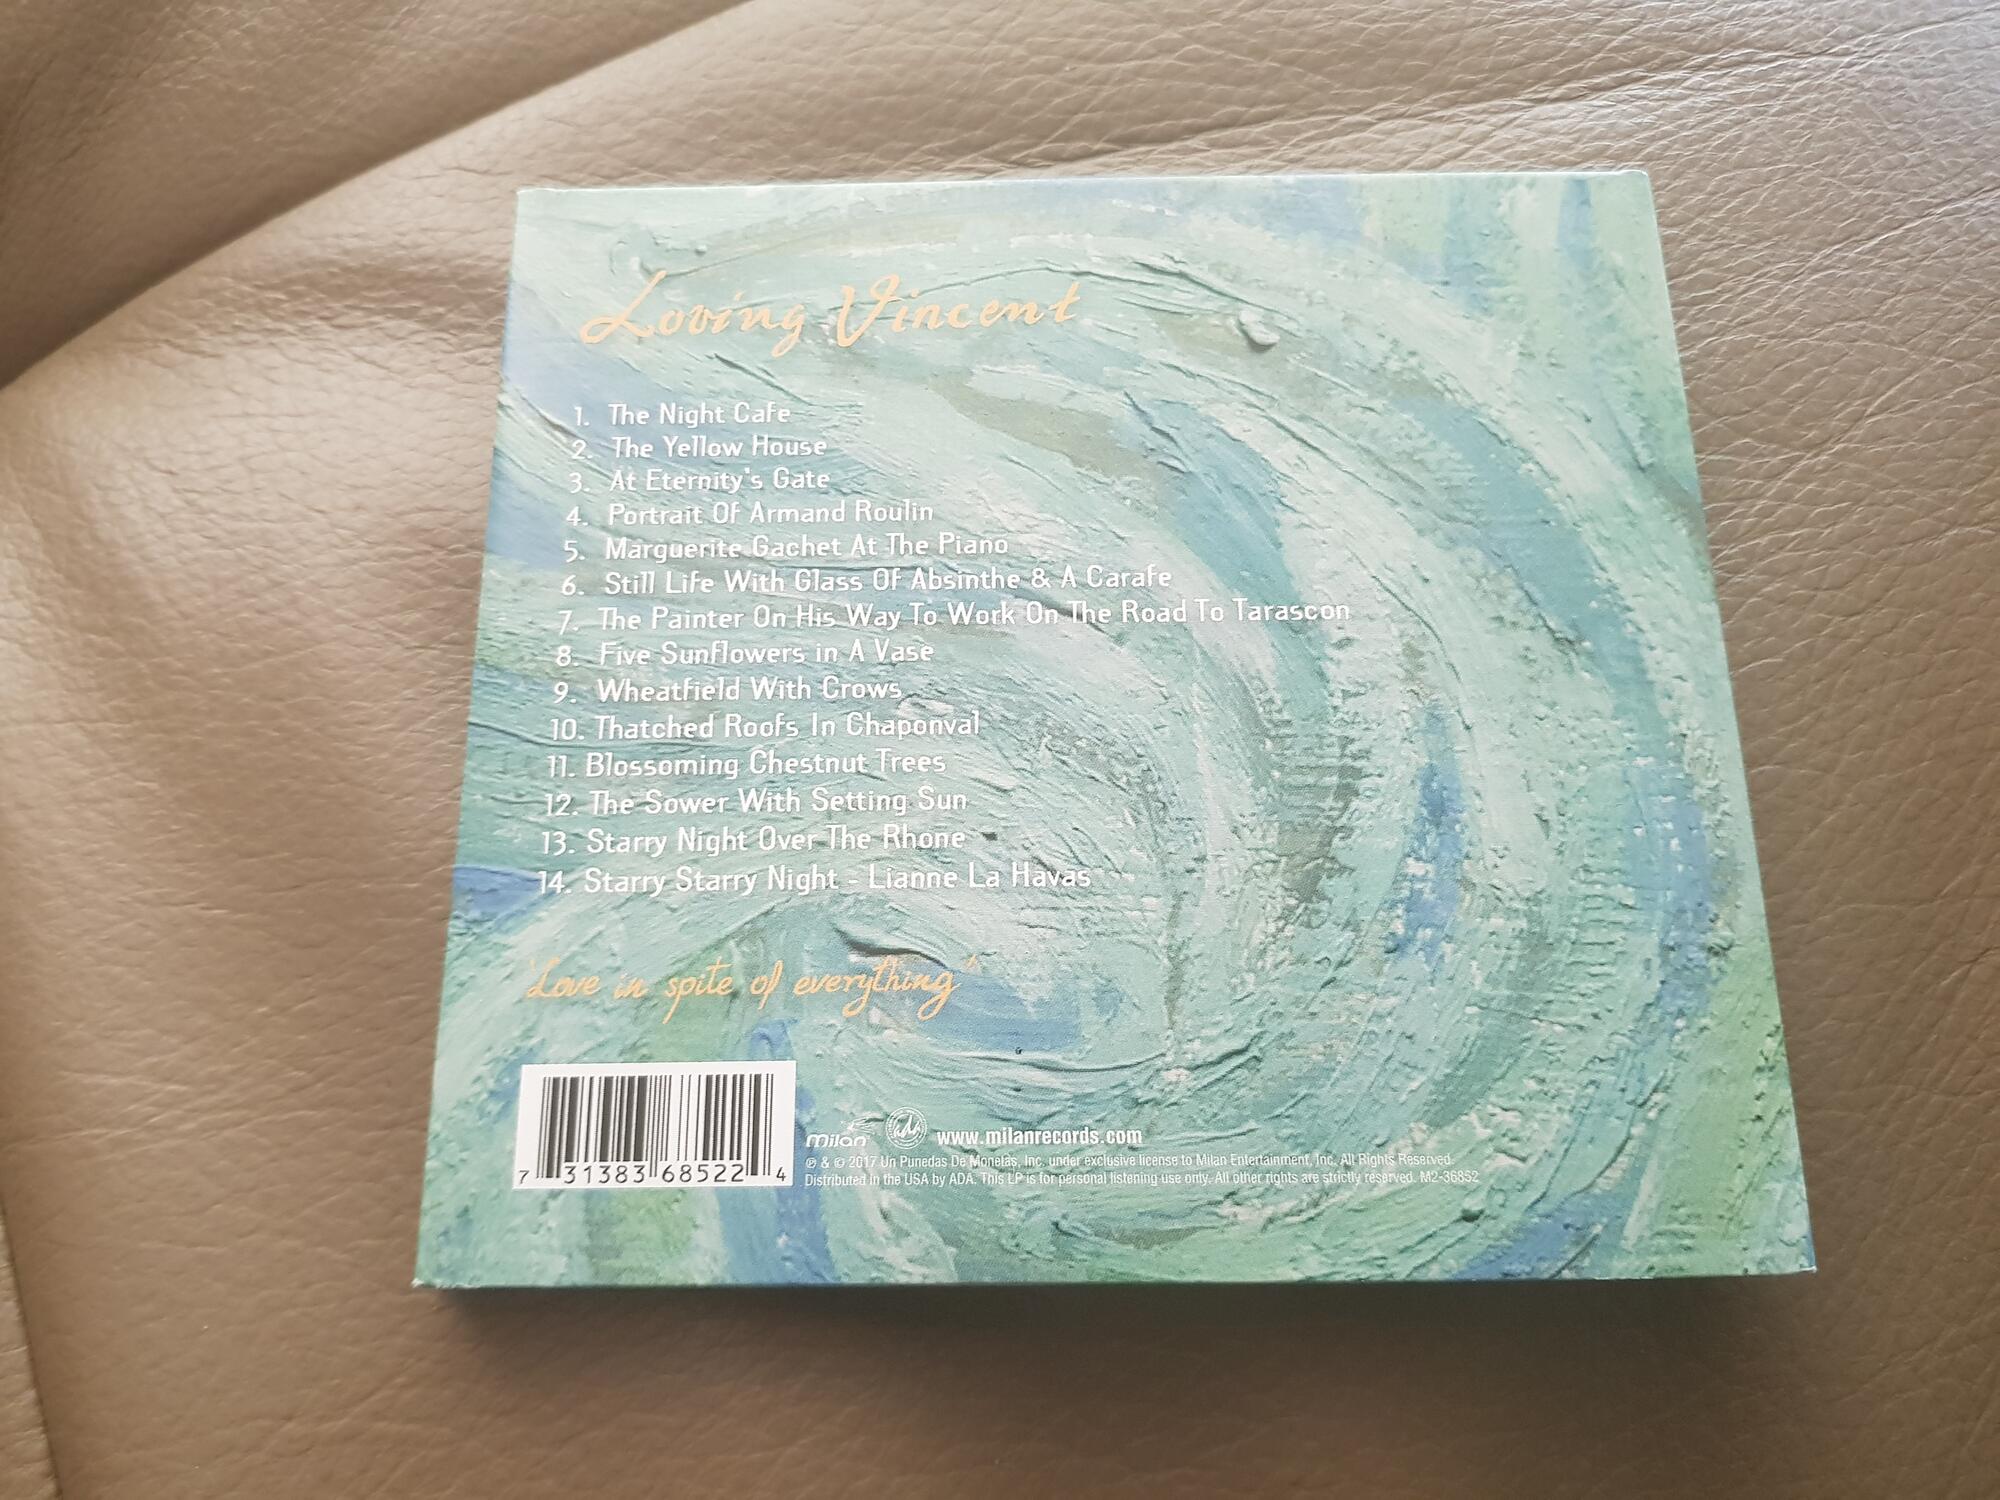 Loving Vincent
1. The Night Cafe
2. The Yellow House
3. At Eternity's Gate
4. Portrait Of Armand Roulin
5. Marguerite Gachet At The Piano
6. Still Life With Glass Of Absinthe & A Carafe
7. The Painter On His Way To Work On The Road To Tarascon
8. Five Sunflowers in A Vase
9. Wheatfield With Crows
10. Thatched Roofs In Chaponval
11. Blossoming Chestnut Trees
12. The Sower With Setting Sun
13. Starry Night Over The Rhone
14. Starry Starry Night - Lianne La Havas
'Love in spite of everything'
7 31383 68522 4
milan ada www.milanrecords.com
℗ & © 2017 Un Punedas De Monetas, Inc. under exclusive license to Milan Entertainment, Inc. All Rights Reserved.
Distributed in the USA by ADA. This LP is for personal listening use only. All other rights are strictly reserved. M2-36852